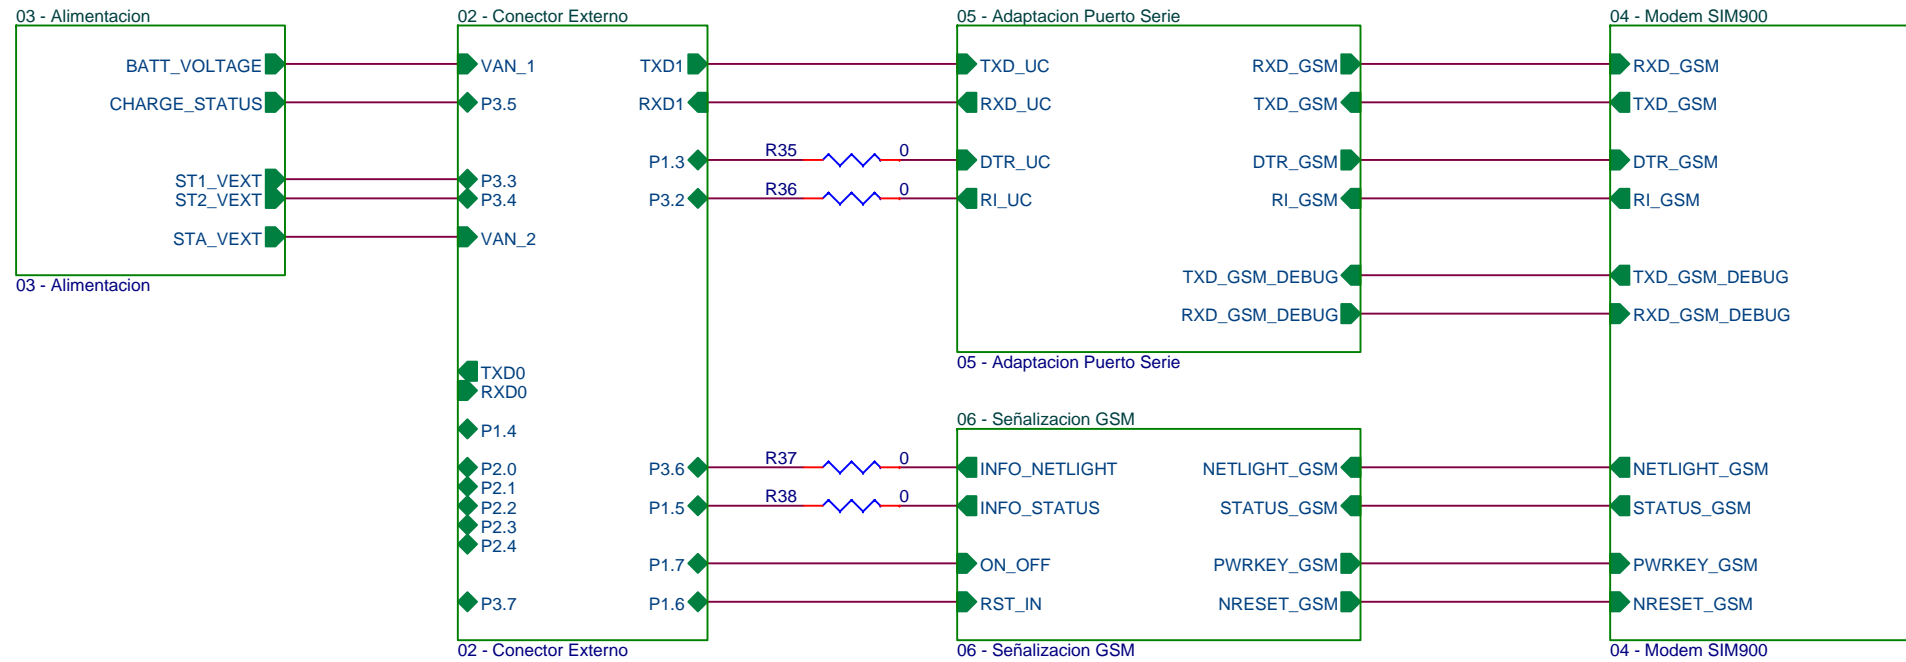 03 - Alimentacion
BATT_VOLTAGE
CHARGE_STATUS
ST1_VEXT
ST2_VEXT
STA_VEXT
03 - Alimentacion
02 - Conector Externo
VAN_1
P3.5
P3.3
P3.4
VAN_2
TXD0
RXD0
P1.4
P2.0
P2.1
P2.2
P2.3
P2.4
P3.7
TXD1
RXD1
P1.3
P3.2
P3.6
P1.5
P1.7
P1.6
02 - Conector Externo
R35 0
R36 0
R37 0
R38 0
05 - Adaptacion Puerto Serie
TXD_UC
RXD_UC
DTR_UC
RI_UC
RXD_GSM
TXD_GSM
DTR_GSM
RI_GSM
TXD_GSM_DEBUG
RXD_GSM_DEBUG
05 - Adaptacion Puerto Serie
06 - Señalizacion GSM
INFO_NETLIGHT
INFO_STATUS
ON_OFF
RST_IN
NETLIGHT_GSM
STATUS_GSM
PWRKEY_GSM
NRESET_GSM
06 - Señalizacion GSM
04 - Modem SIM900
RXD_GSM
TXD_GSM
DTR_GSM
RI_GSM
TXD_GSM_DEBUG
RXD_GSM_DEBUG
NETLIGHT_GSM
STATUS_GSM
PWRKEY_GSM
NRESET_GSM
04 - Modem SIM900